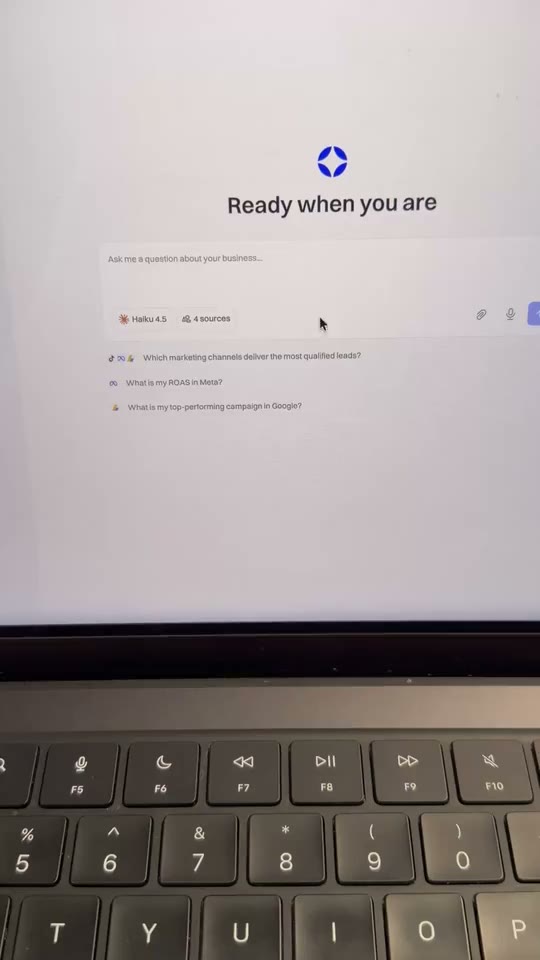 Ready when you are
Ask me a question about your business...
Haiku 4.5 4 sources
Which marketing channels deliver the most qualified leads?
What is my ROAS in Meta?
What is my top-performing campaign in Google?
F5 F6 F7 F8 F9 F10
% ^ & * ( )
5 6 7 8 9 0
T Y U I O P